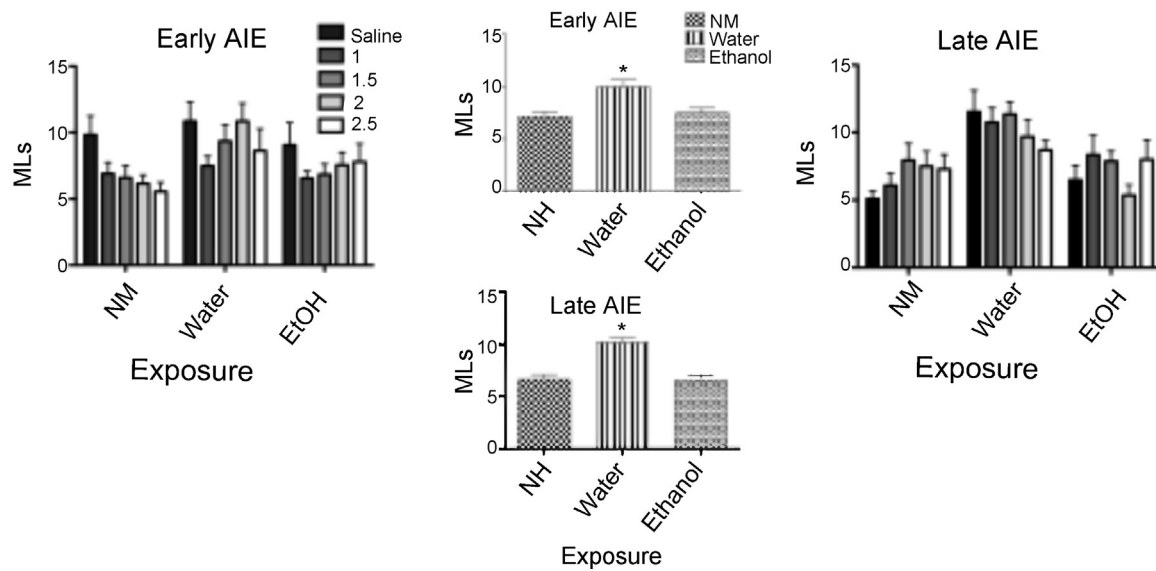 Early AIE
Saline
1
1.5
2
2.5
15
10
5
0
MLs
NM
Water
EtOH
Exposure
Early AIE
NM
Water
Ethanol
15
10
5
0
MLs
*
NH
Water
Ethanol
Late AIE
15
10
5
0
MLs
*
NH
Water
Ethanol
Exposure
Late AIE
15
10
5
0
MLs
NM
Water
EtOH
Exposure